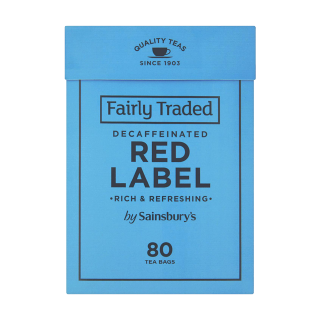 QUALITY TEAS
SINCE 1903
Fairly Traded
DECAFFEINATED
RED
LABEL
•RICH & REFRESHING•
by Sainsbury's
80
TEA BAGS